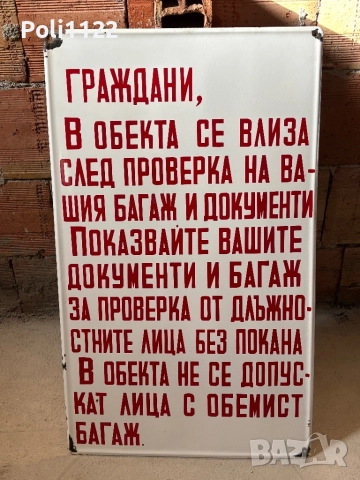 Poli1122
ГРАЖДАНИ,
В ОБЕКТА СЕ ВЛИЗА
СЛЕД ПРОВЕРКА НА ВА-
ШИЯ БАГАЖ И ДОКУМЕНТИ
ПОКАЗВАЙТЕ ВАШИТЕ
ДОКУМЕНТИ И БАГАЖ
ЗА ПРОВЕРКА ОТ ДЛЪЖНО-
СТНИТЕ ЛИЦА БЕЗ ПОКАНА
В ОБЕКТА НЕ СЕ ДОПУС-
КАТ ЛИЦА С ОБЕМИСТ
БАГАЖ.
BAZAR